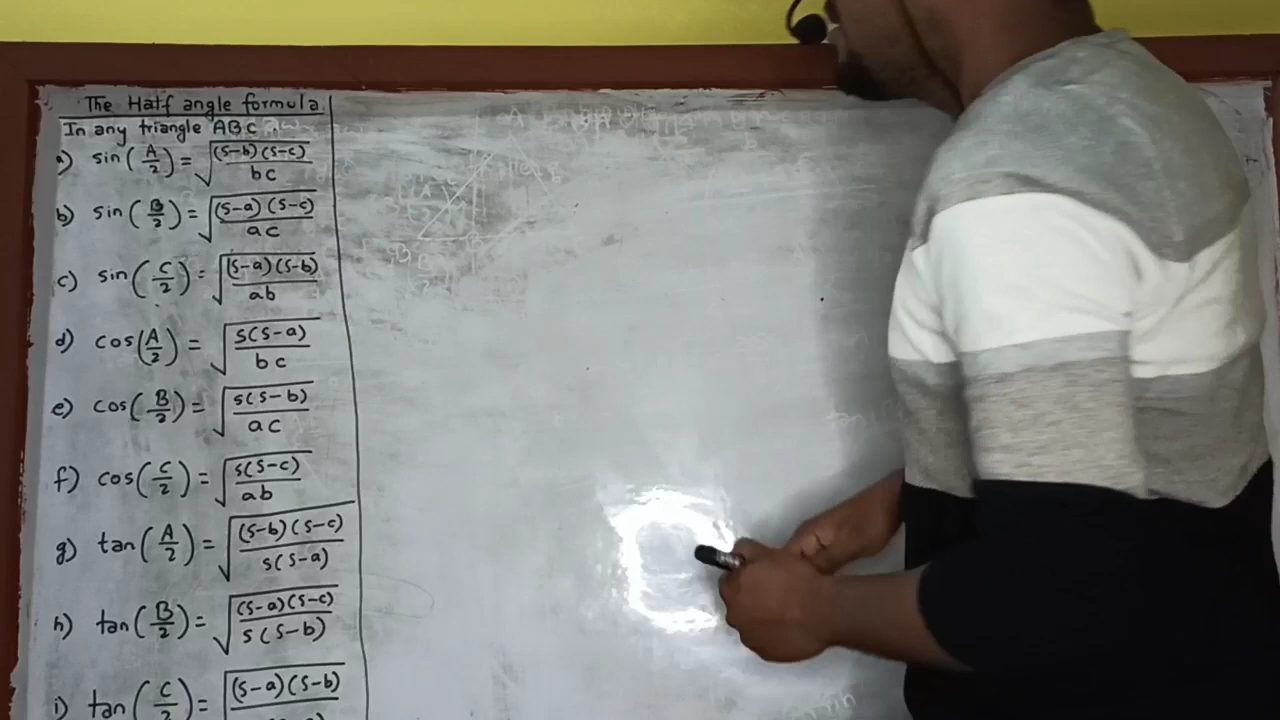 The Half angle formula
In any triangle ABC.
a) sin(A/2) = √((s-b)(s-c)/bc)
b) sin(B/2) = √((s-a)(s-c)/ac)
c) sin(C/2) = √((s-a)(s-b)/ab)
d) cos(A/2) = √(s(s-a)/bc)
e) cos(B/2) = √(s(s-b)/ac)
f) cos(C/2) = √(s(s-c)/ab)
g) tan(A/2) = √((s-b)(s-c)/s(s-a))
h) tan(B/2) = √((s-a)(s-c)/s(s-b))
i) tan(C/2) = √((s-a)(s-b)